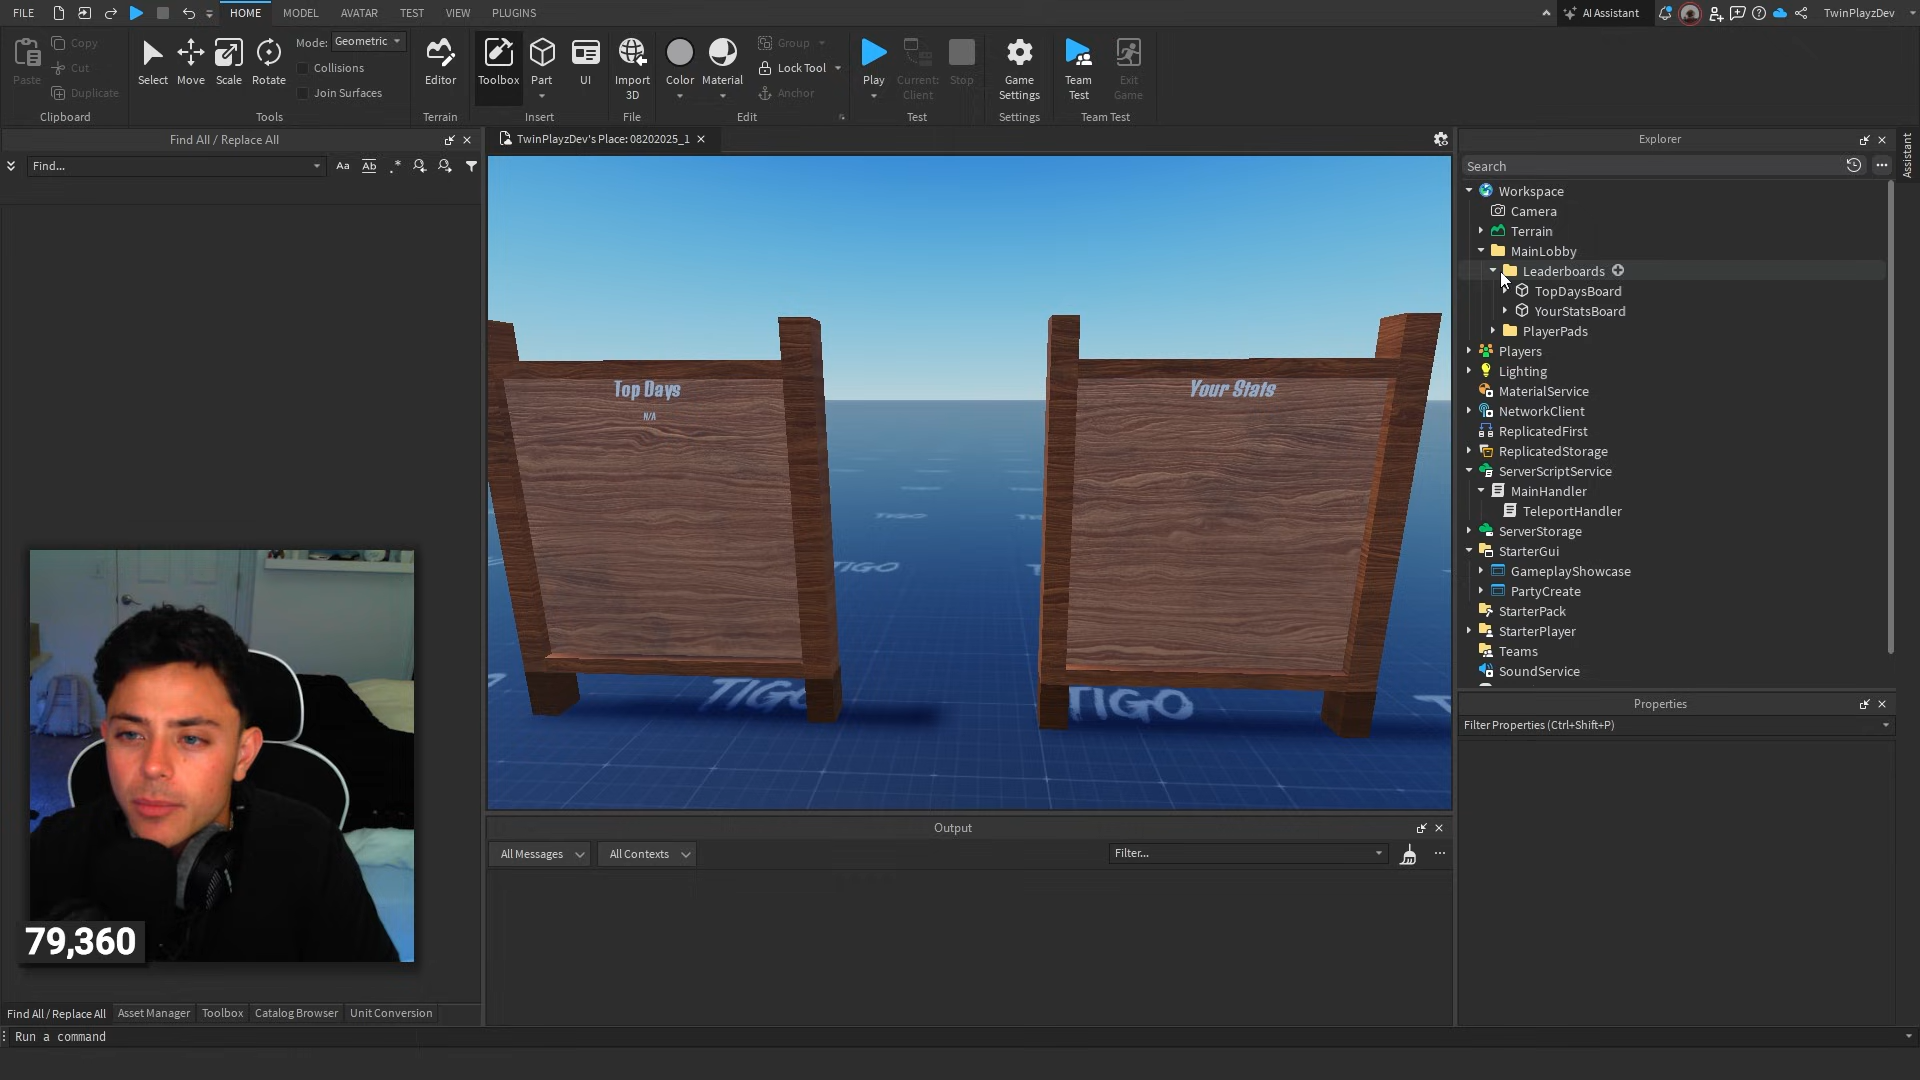 FILE
HOME
MODEL
AVATAR
TEST
VIEW
PLUGINS
AI Assistant
TwinPlayzDev
Paste
Copy
Cut
Duplicate
Clipboard
Select
Move
Scale
Rotate
Mode:
Geometric
Collisions
Join Surfaces
Tools
Editor
Terrain
Toolbox
Part
UI
Insert
Import
3D
File
Color
Material
Group
Lock Tool
Anchor
Edit
Play
Current:
Client
Stop
Test
Game
Settings
Settings
Team
Test
Exit
Game
Team Test
Find All / Replace All
Find...
Aa
Ab
.*
TwinPlayzDev's Place: 08202025_1
Top Days
N/A
Your Stats
TIGO
TIGO
TIGO
TIGO
79,360
Output
All Messages
All Contexts
Filter...
Explorer
Search
Assistant
Workspace
Camera
Terrain
MainLobby
Leaderboards
TopDaysBoard
YourStatsBoard
PlayerPads
Players
Lighting
MaterialService
NetworkClient
ReplicatedFirst
ReplicatedStorage
ServerScriptService
MainHandler
TeleportHandler
ServerStorage
StarterGui
GameplayShowcase
PartyCreate
StarterPack
StarterPlayer
Teams
SoundService
Properties
Filter Properties (Ctrl+Shift+P)
Find All / Replace All
Asset Manager
Toolbox
Catalog Browser
Unit Conversion
Run a command